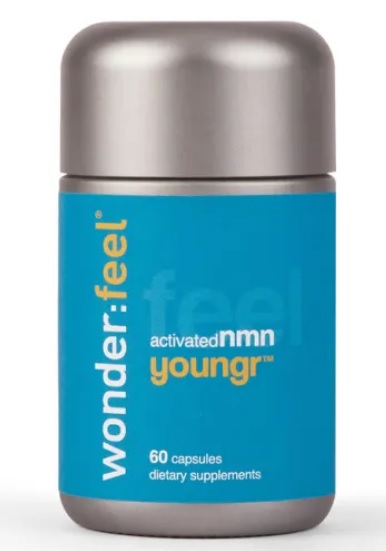 wonder:feel®
feel
activatednmn
youngr™
60 capsules
dietary supplements